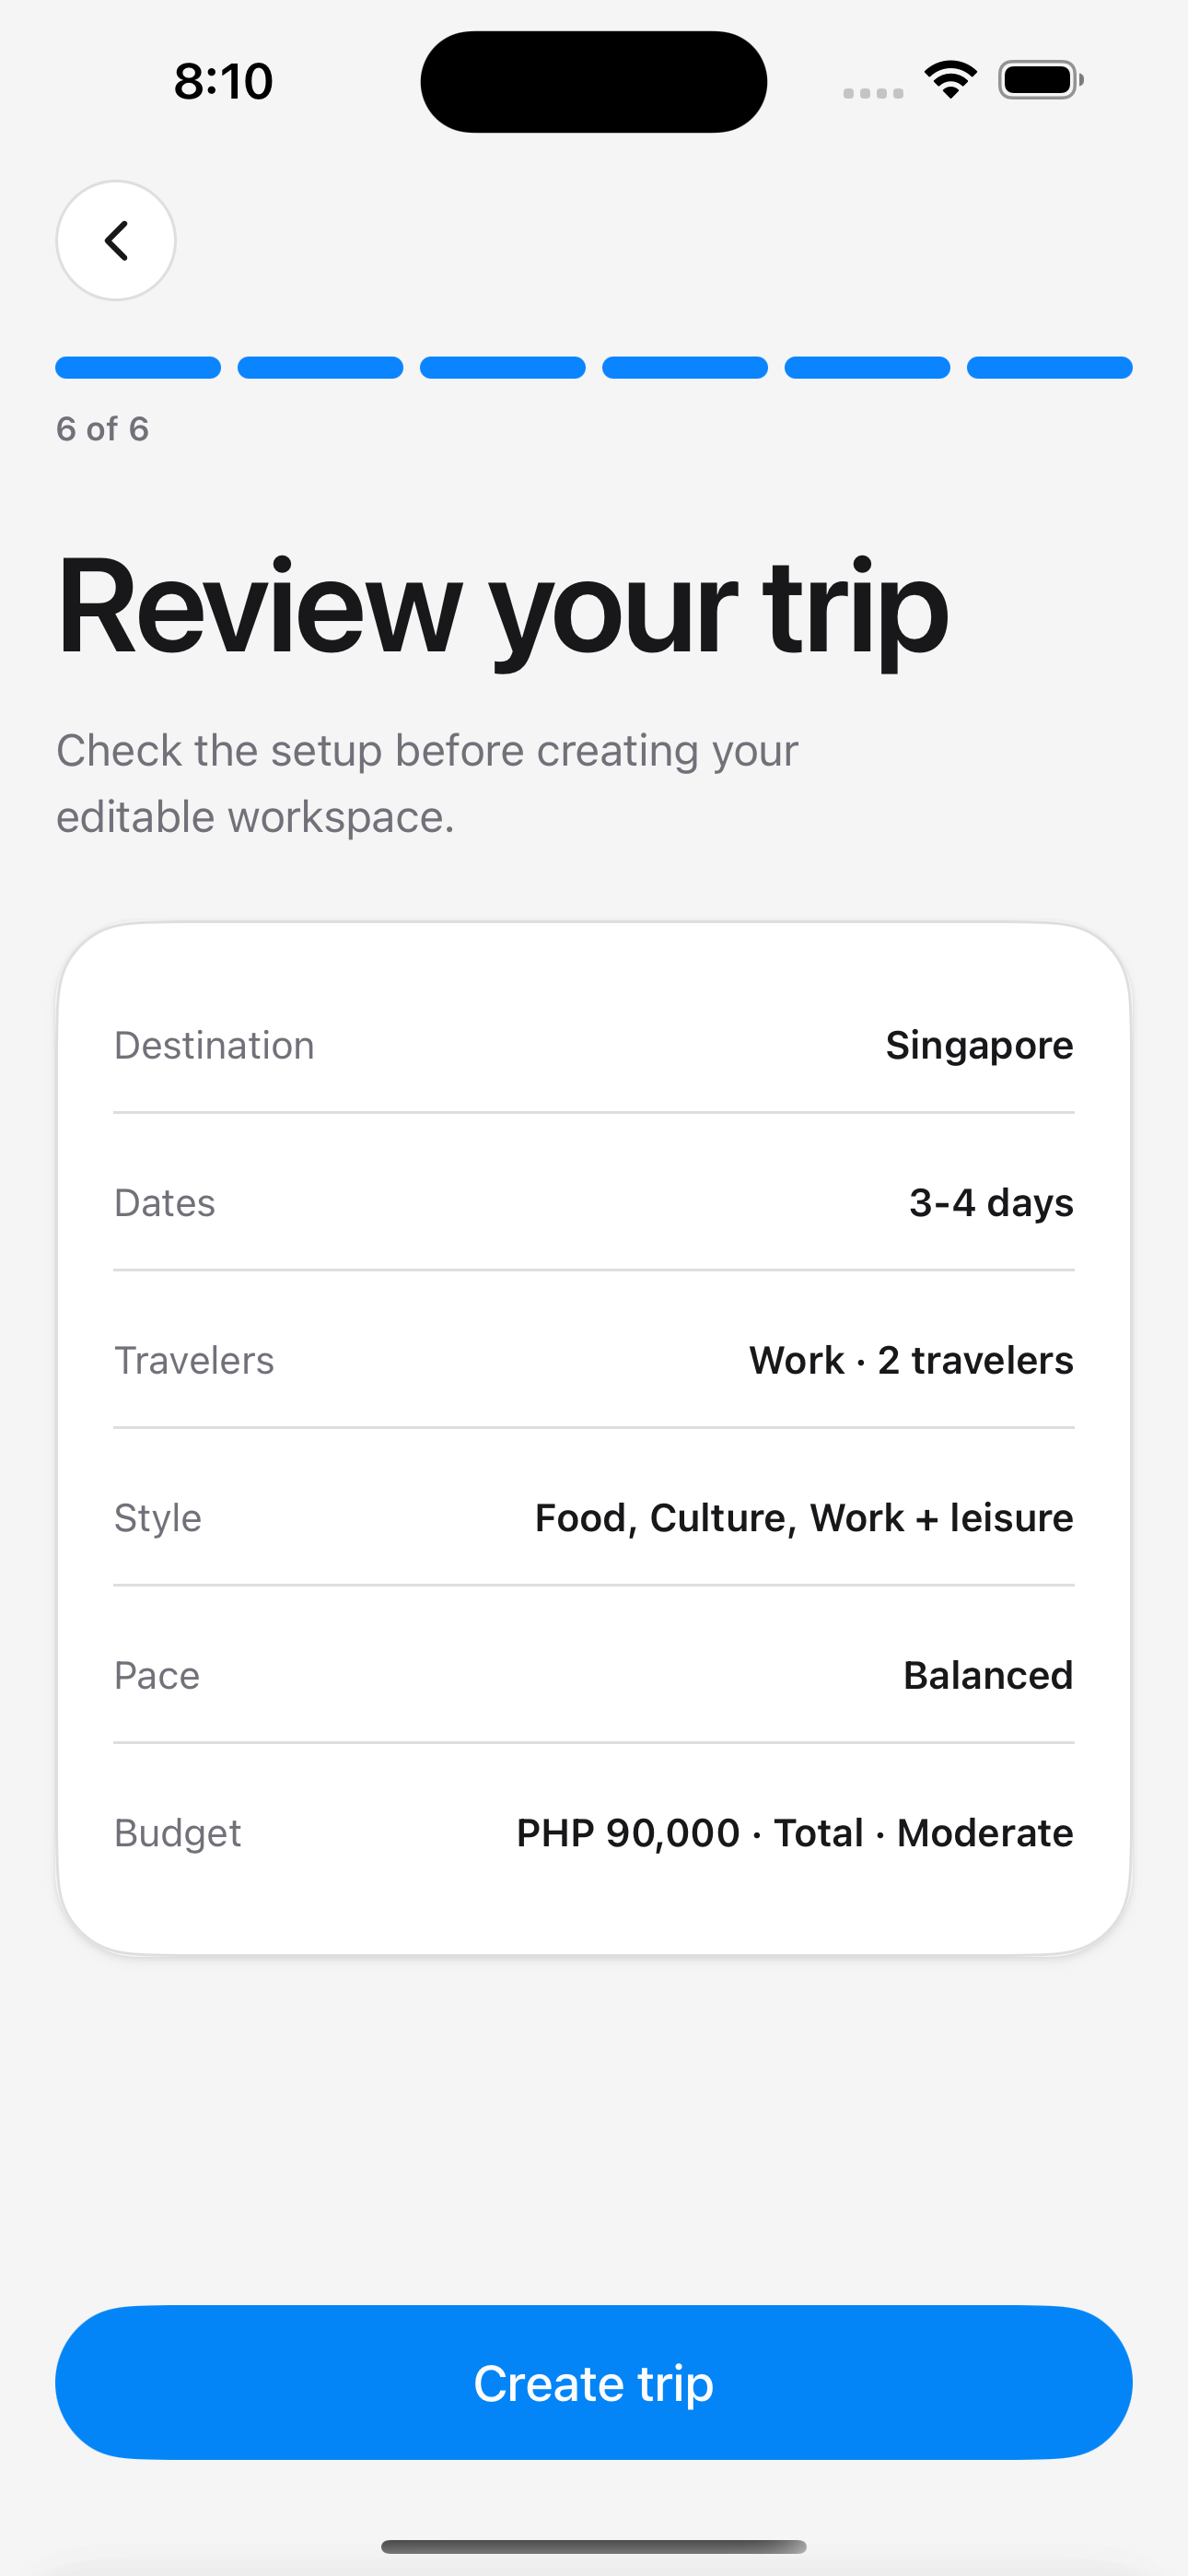 8:10
6 of 6
Review your trip
Check the setup before creating your
editable workspace.
Destination Singapore
Dates 3-4 days
Travelers Work · 2 travelers
Style Food, Culture, Work + leisure
Pace Balanced
Budget PHP 90,000 · Total · Moderate
Create trip